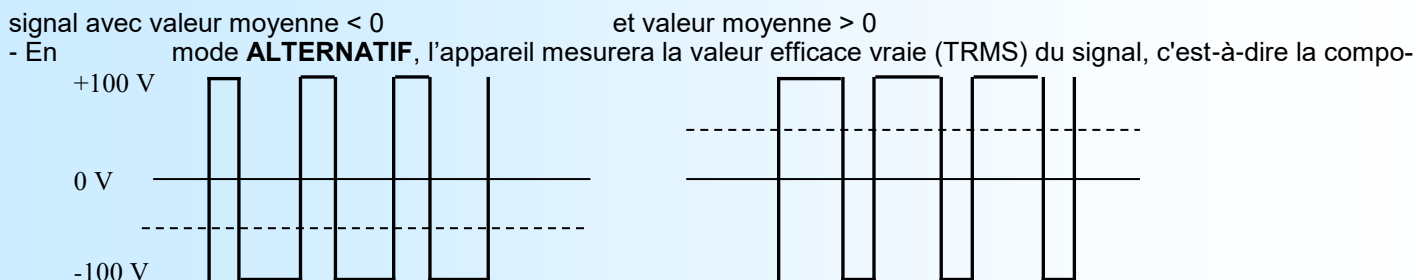 signal avec valeur moyenne < 0 et valeur moyenne > 0
- En mode ALTERNATIF, l’appareil mesurera la valeur efficace vraie (TRMS) du signal, c'est-à-dire la compo-
+100 V
0 V
-100 V